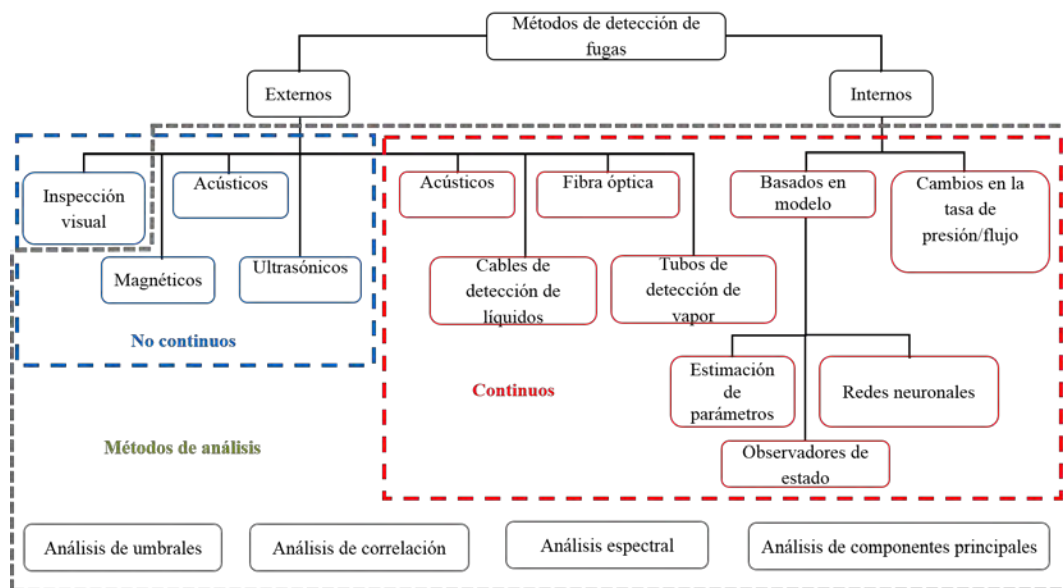 Métodos de detección de
fugas
Externos
Internos
Inspección
visual
Acústicos
Magnéticos
Ultrasónicos
No continuos
Acústicos
Fibra óptica
Cables de
detección de
líquidos
Tubos de
detección de
vapor
Basados en
modelo
Cambios en la
tasa de
presión/flujo
Estimación
de
parámetros
Redes neuronales
Observadores de
estado
Continuos
Métodos de análisis
Análisis de umbrales
Análisis de correlación
Análisis espectral
Análisis de componentes principales